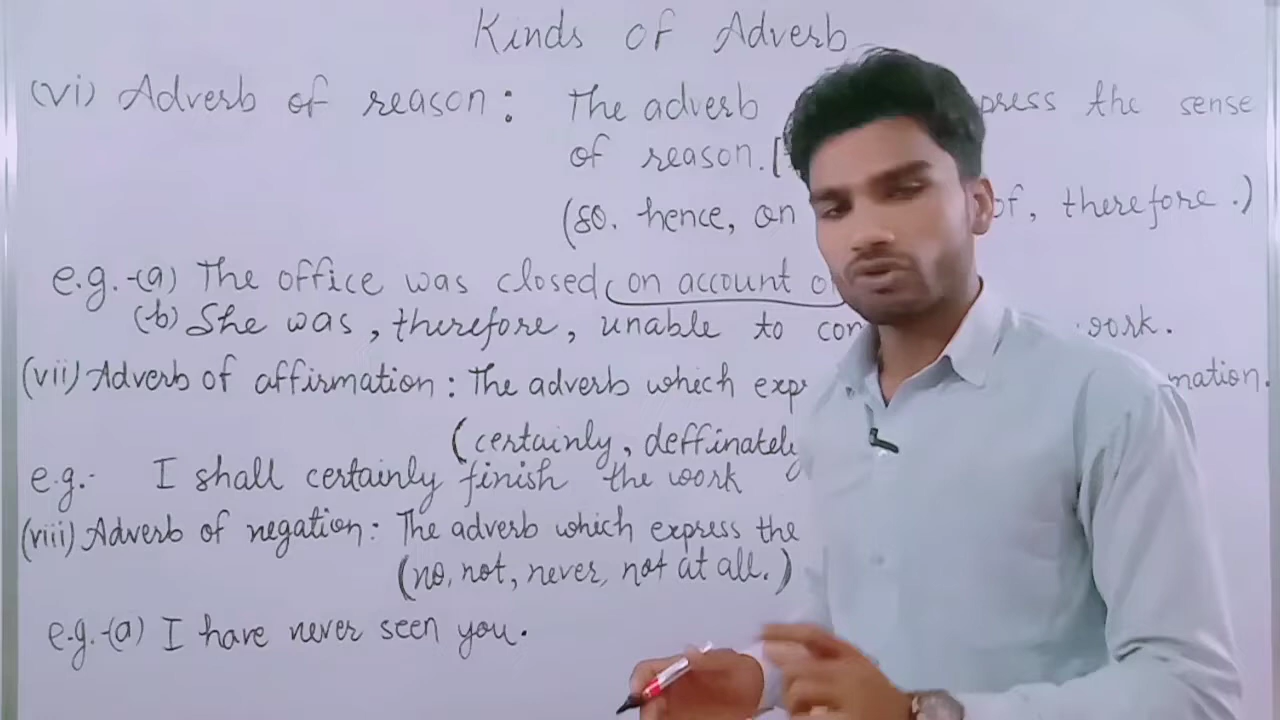 Kinds of Adverb
(vi) Adverb of reason : The adverb press the sense
of reason. [
(so. hence, on of, therefore.)
e.g. -(a) The office was closed on account o
(b) She was, therefore, unable to con work.
(vii) Adverb of affirmation : The adverb which exp mation.
(certainly, deffinately
e.g.- I shall certainly finish the work
(viii) Adverb of negation : The adverb which express the
(no, not, never, not at all.)
e.g.-(a) I have never seen you.